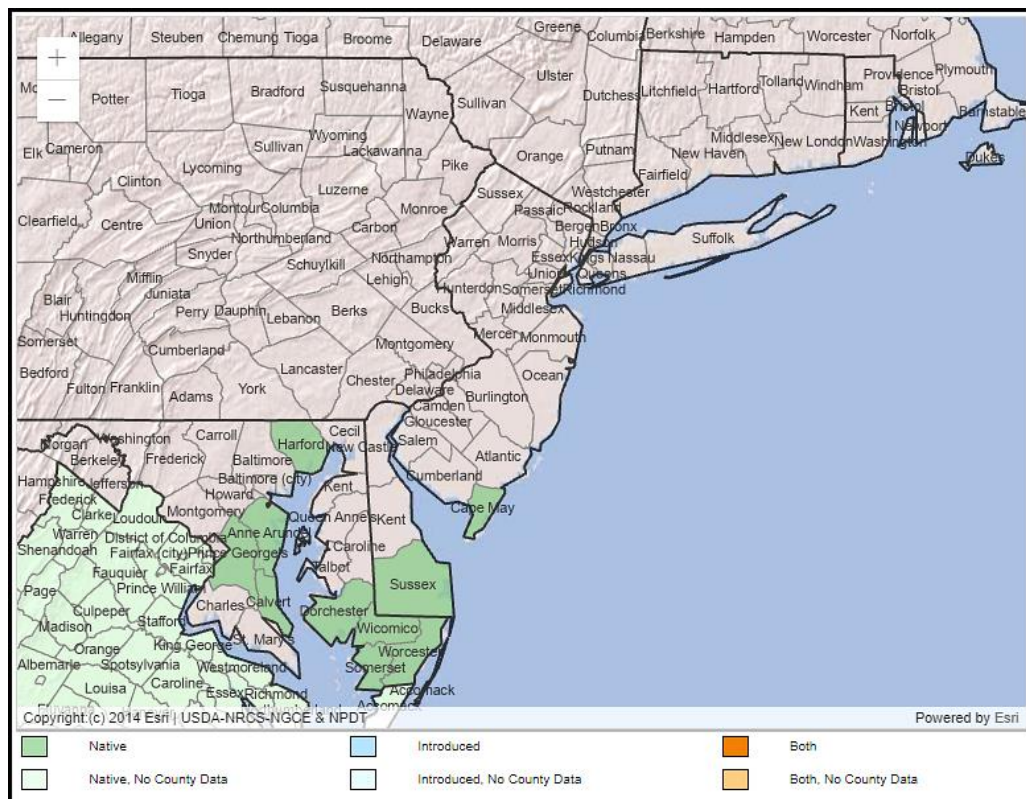 Allegany Steuben Chemung Tioga Broome Delaware Greene Columbia Berkshire Hampden Worcester Norfolk
+
Potter Tioga Bradford Susquehanna Ulster Dutchess Litchfield Hartford Tolland Windham Providence Bristol Plymouth
−
Wayne Sullivan Kent Bristol Barnstable
Elk Cameron Wyoming Sullivan Lackawanna Orange Putnam Middlesex New London Washington Newport
Lycoming Pike New Haven Dukes
Clinton Luzerne Sussex Westchester Fairfield
Clearfield Centre Montour Columbia Union Monroe Passaic Rockland
Northumberland Carbon Warren Morris Bergen Bronx Hudson Suffolk
Snyder Schuylkill Northampton Essex Kings Nassau
Mifflin Lehigh Union Queens
Blair Juniata Hunterdon Somerset Richmond
Huntingdon Perry Dauphin Lebanon Berks Bucks Middlesex
Somerset Cumberland Montgomery Mercer Monmouth
Bedford Lancaster Philadelphia Ocean
Fulton Franklin Adams York Chester Delaware Burlington
Camden
Gloucester
Morgan Washington Carroll Harford Cecil New Castle Salem
Berkeley Frederick Baltimore Atlantic
Hampshire Jefferson Baltimore (city) Kent Cumberland
Frederick Howard
Clarke Loudoun Montgomery Queen Anne's Kent Cape May
Warren District of Columbia Anne Arundel
Shenandoah Fairfax (city) Prince George's Caroline
Fauquier Fairfax Talbot
Page Prince William Sussex
Culpeper Charles Calvert Dorchester
Madison Stafford Wicomico
Orange King George St. Mary's Worcester
Albemarle Spotsylvania Westmoreland Somerset
Louisa Caroline Essex Richmond Accomack
Accomack
Copyright:(c) 2014 Esri | USDA-NRCS-NGCE & NPDT Powered by Esri
Native Introduced Both
Native, No County Data Introduced, No County Data Both, No County Data